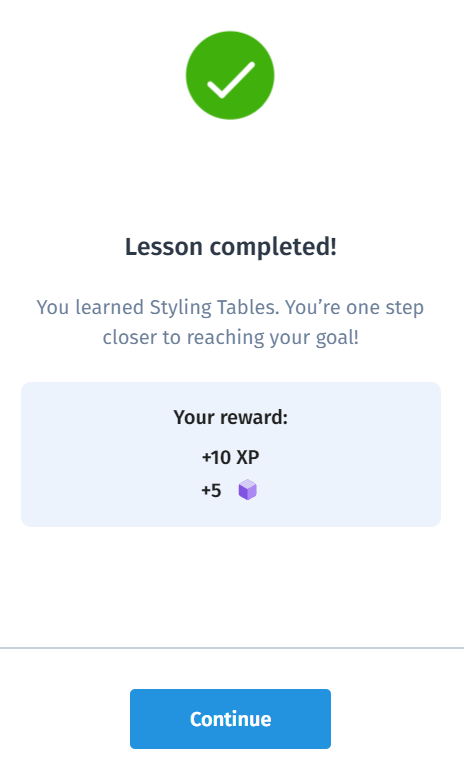 Lesson completed!
You learned Styling Tables. You’re one step
closer to reaching your goal!
Your reward:
+10 XP
+5
Continue